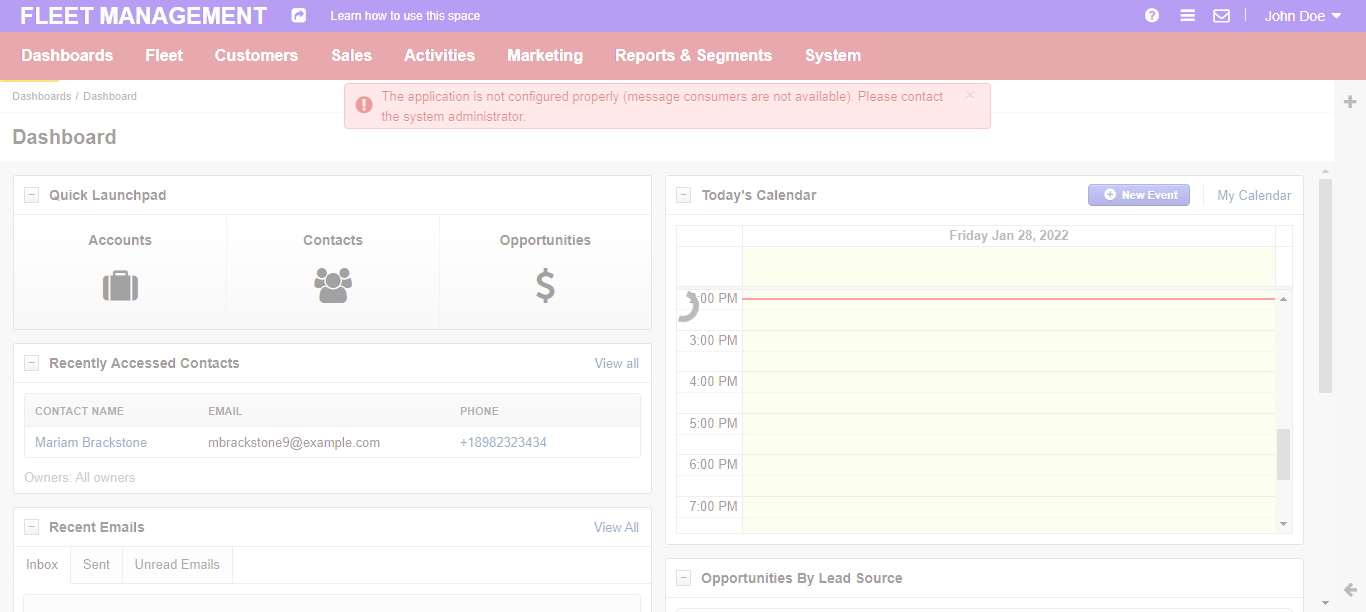 FLEET MANAGEMENT Learn how to use this space John Doe
Dashboards Fleet Customers Sales Activities Marketing Reports & Segments System
Dashboards / Dashboard
The application is not configured properly (message consumers are not available). Please contact
the system administrator.
×
Dashboard
Quick Launchpad
Accounts Contacts Opportunities
Recently Accessed Contacts View all
CONTACT NAME EMAIL PHONE
Mariam Brackstone mbrackstone9@example.com +18982323434
Owners: All owners
Recent Emails View All
Inbox Sent Unread Emails
Today's Calendar New Event My Calendar
Friday Jan 28, 2022
2:00 PM
3:00 PM
4:00 PM
5:00 PM
6:00 PM
7:00 PM
Opportunities By Lead Source